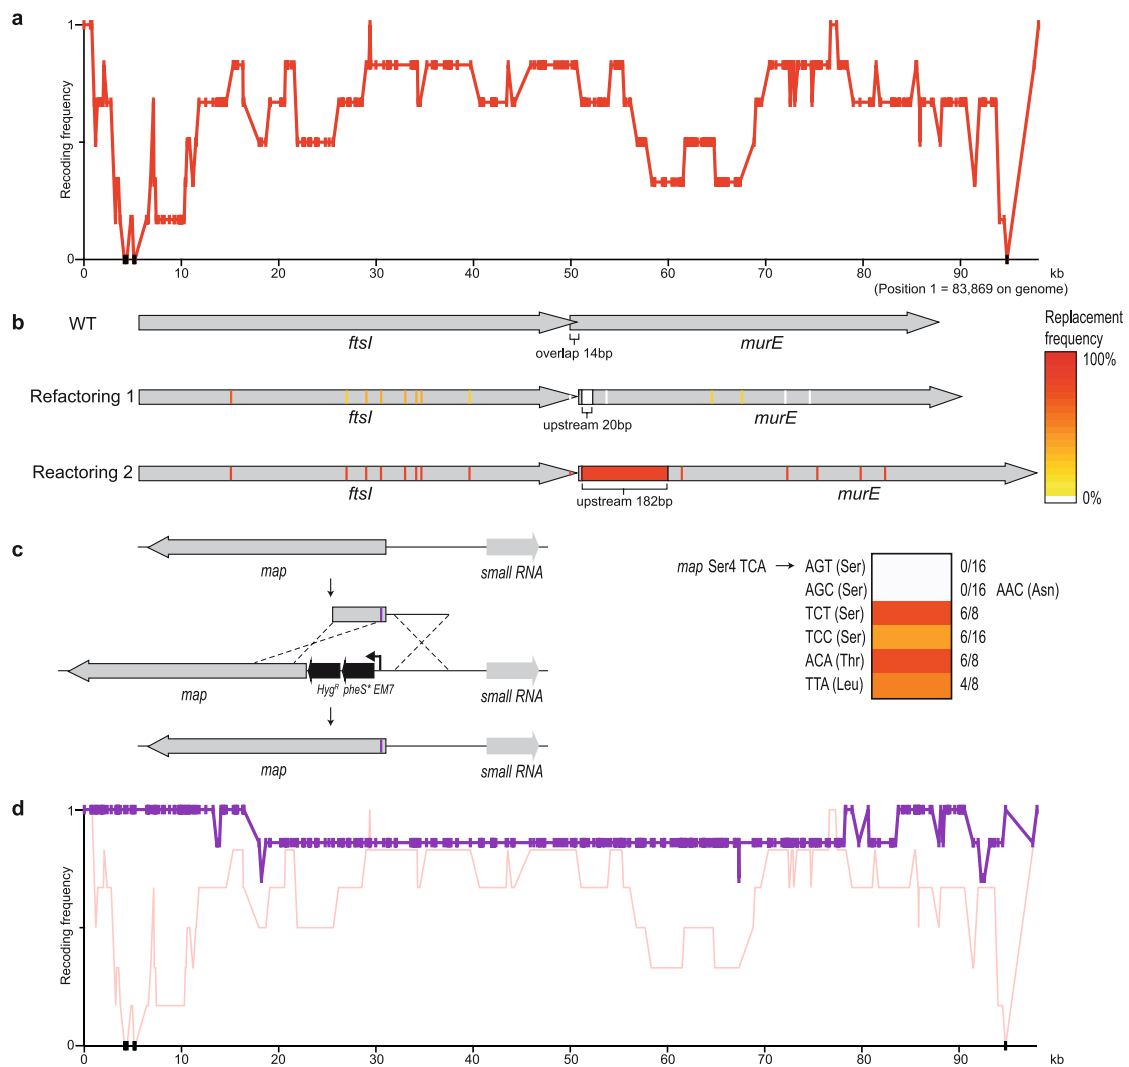 a
1
Recoding frequency
0
0 10 20 30 40 50 60 70 80 90 kb
(Position 1 = 83,869 on genome)
b
WT
ftsI
overlap 14bp
murE
Refactoring 1
ftsI
upstream 20bp
murE
Reactoring 2
ftsI
upstream 182bp
murE
Replacement
frequency
100%
0%
c
map
small RNA
map
HygR pheS* EM7
small RNA
map
small RNA
map Ser4 TCA → AGT (Ser) 0/16
AGC (Ser) 0/16 AAC (Asn)
TCT (Ser) 6/8
TCC (Ser) 6/16
ACA (Thr) 6/8
TTA (Leu) 4/8
d
1
Recoding frequency
0
0 10 20 30 40 50 60 70 80 90 kb